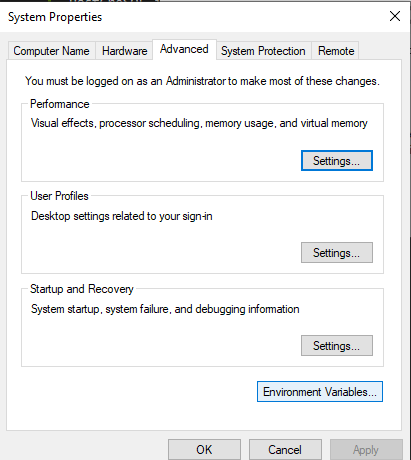 System Properties
Computer Name Hardware Advanced System Protection Remote
You must be logged on as an Administrator to make most of these changes.
Performance
Visual effects, processor scheduling, memory usage, and virtual memory
Settings...
User Profiles
Desktop settings related to your sign-in
Settings...
Startup and Recovery
System startup, system failure, and debugging information
Settings...
Environment Variables...
OK Cancel Apply